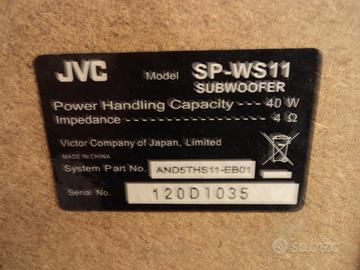 JVC Model SP-WS11
SUBWOOFER
Power Handling Capacity 40 W
Impedance 4 Ω
Victor Company of Japan, Limited
MADE IN CHINA
System Part No. AND5THS11-EB01
Serial No. 120D1035
subito